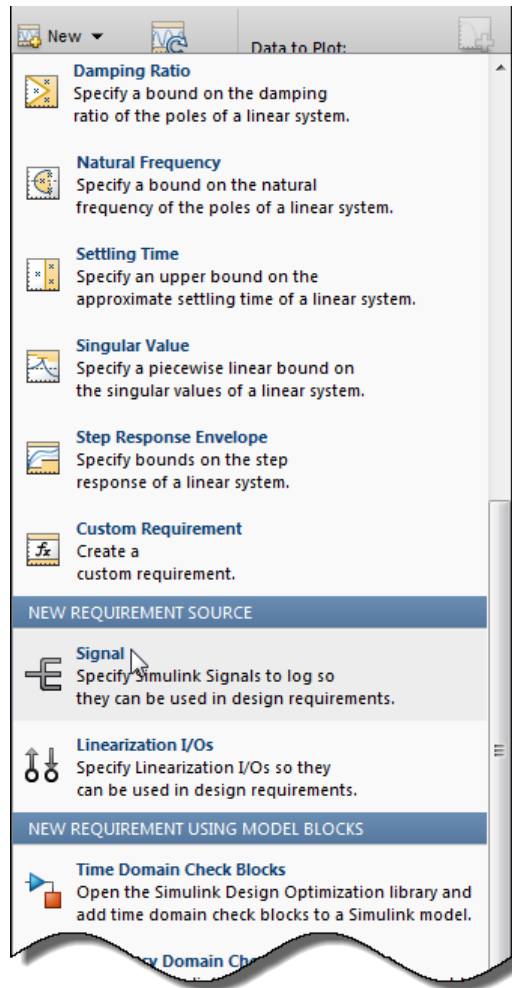 New
Data to Plot:
Damping Ratio
Specify a bound on the damping
ratio of the poles of a linear system.
Natural Frequency
Specify a bound on the natural
frequency of the poles of a linear system.
Settling Time
Specify an upper bound on the
approximate settling time of a linear system.
Singular Value
Specify a piecewise linear bound on
the singular values of a linear system.
Step Response Envelope
Specify bounds on the step
response of a linear system.
fx
Custom Requirement
Create a
custom requirement.
NEW REQUIREMENT SOURCE
Signal
Specify Simulink Signals to log so
they can be used in design requirements.
Linearization I/Os
Specify Linearization I/Os so they
can be used in design requirements.
NEW REQUIREMENT USING MODEL BLOCKS
Time Domain Check Blocks
Open the Simulink Design Optimization library and
add time domain check blocks to a Simulink model.
Domain